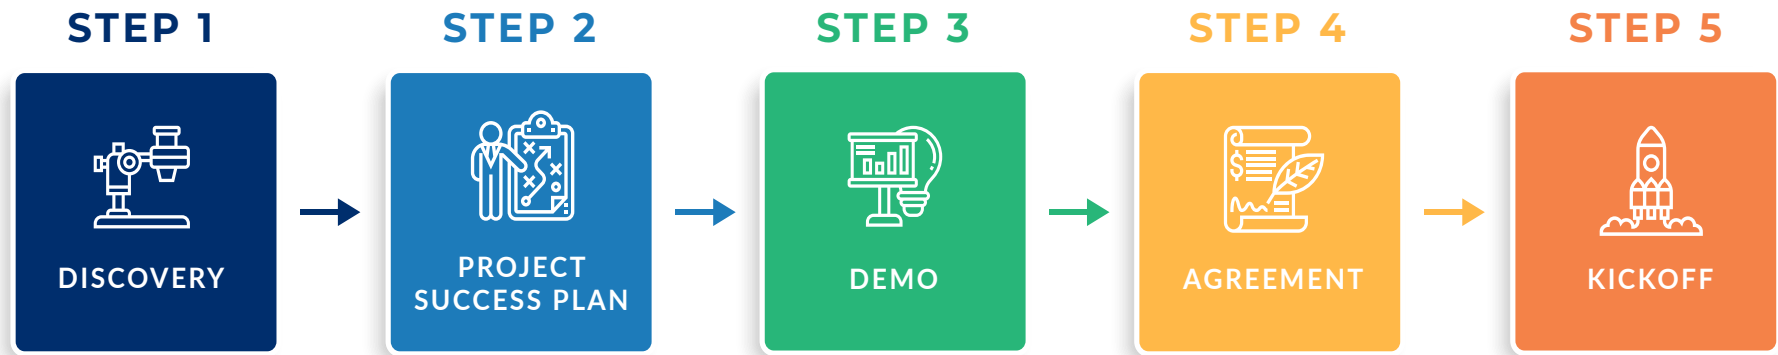 STEP 1
DISCOVERY
STEP 2
PROJECT
SUCCESS PLAN
STEP 3
DEMO
STEP 4
$
AGREEMENT
STEP 5
KICKOFF